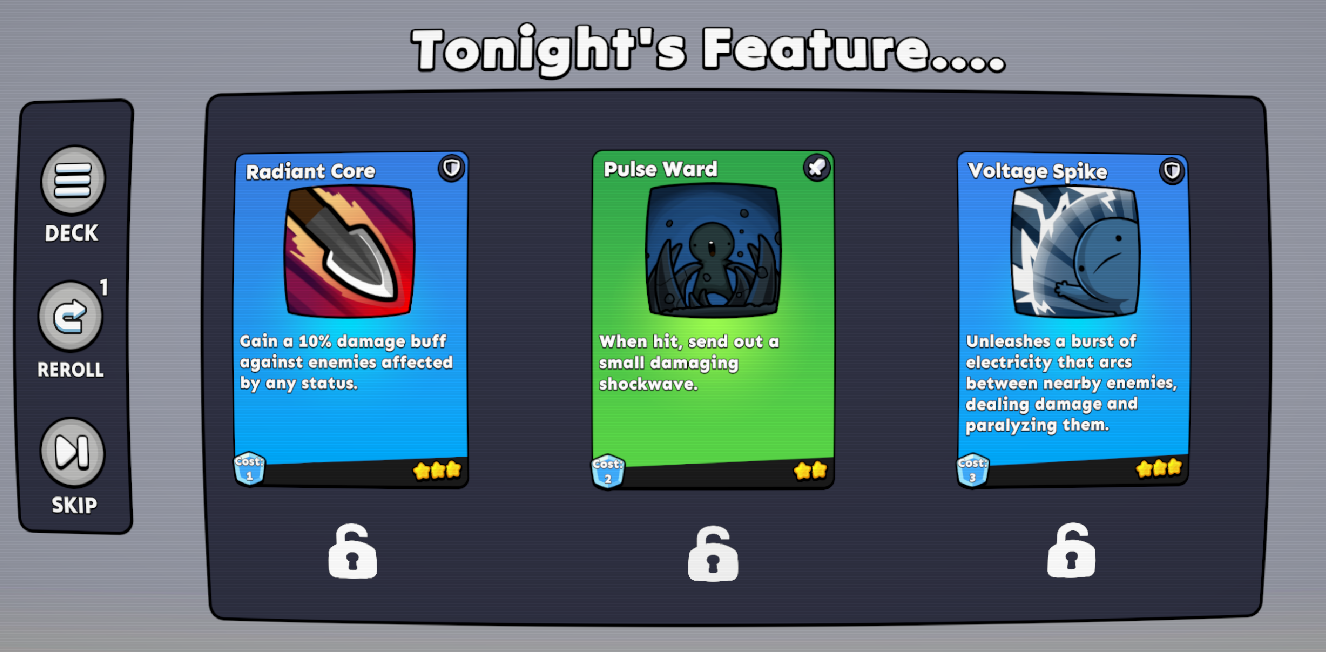 Tonight's Feature....
DECK
1
REROLL
SKIP
Radiant Core
Gain a 10% damage buff
against enemies affected
by any status.
Cost:
1
Pulse Ward
When hit, send out a
small damaging
shockwave.
Cost:
2
Voltage Spike
Unleashes a burst of
electricity that arcs
between nearby enemies,
dealing damage and
paralyzing them.
Cost:
3